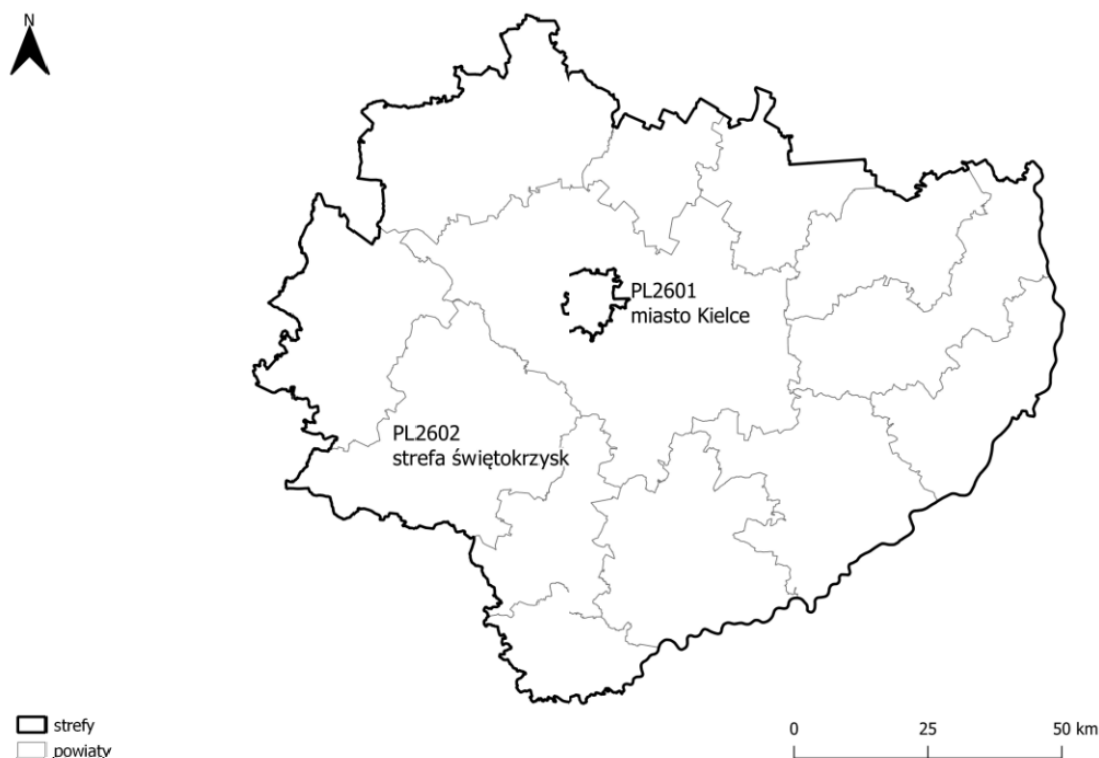 N
PL2601
miasto Kielce
PL2602
strefa świętokrzysk
strefy
powiaty
0 25 50 km